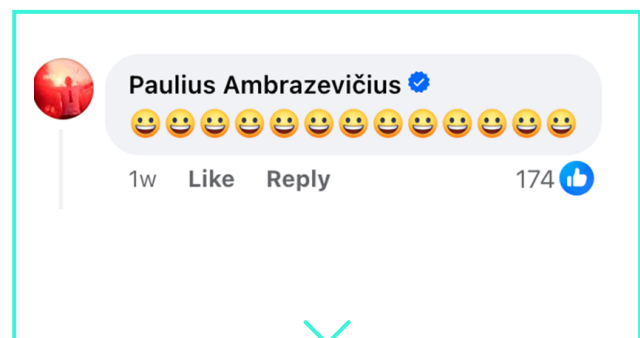 Paulius Ambrazevičius
😀😀😀😀😀😀😀😀😀😀😀😀😀
1w Like Reply 174